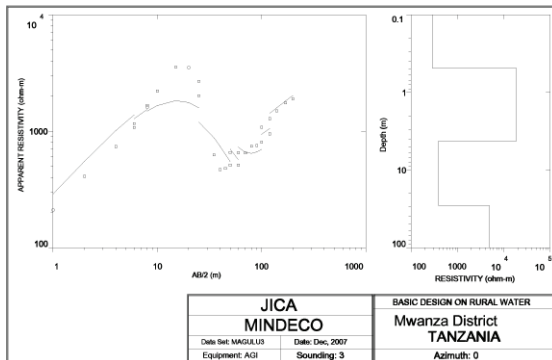 10⁴
APPARENT RESISTIVITY (ohm-m)
1000
100
1
10
100
1000
AB/2 (m)
0.1
1
Depth (m)
10
100
100
1000
10⁴
10⁵
RESISTIVITY (ohm-m)
JICA
MINDECO
Data Set: MAGULU3
Date: Dec, 2007
Equipment: AGI
Sounding: 3
BASIC DESIGN ON RURAL WATER
Mwanza District
TANZANIA
Azimuth: 0